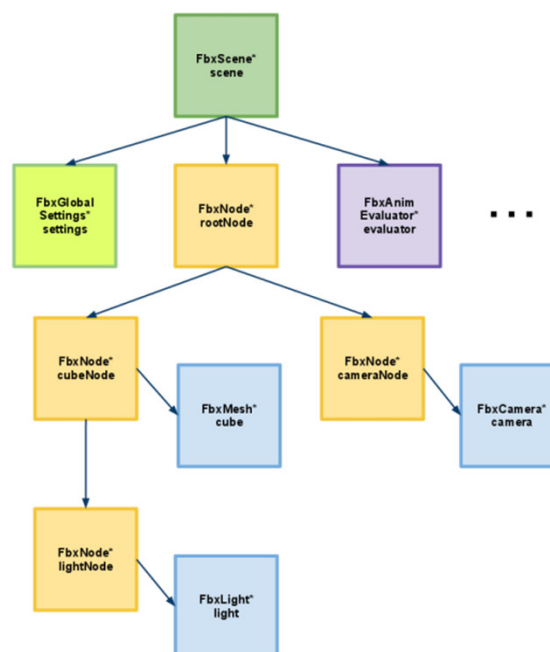 FbxScene*
scene
FbxGlobal
Settings*
settings
FbxNode*
rootNode
FbxAnim
Evaluator*
evaluator
...
FbxNode*
cubeNode
FbxMesh*
cube
FbxNode*
cameraNode
FbxCamera*
camera
FbxNode*
lightNode
FbxLight*
light